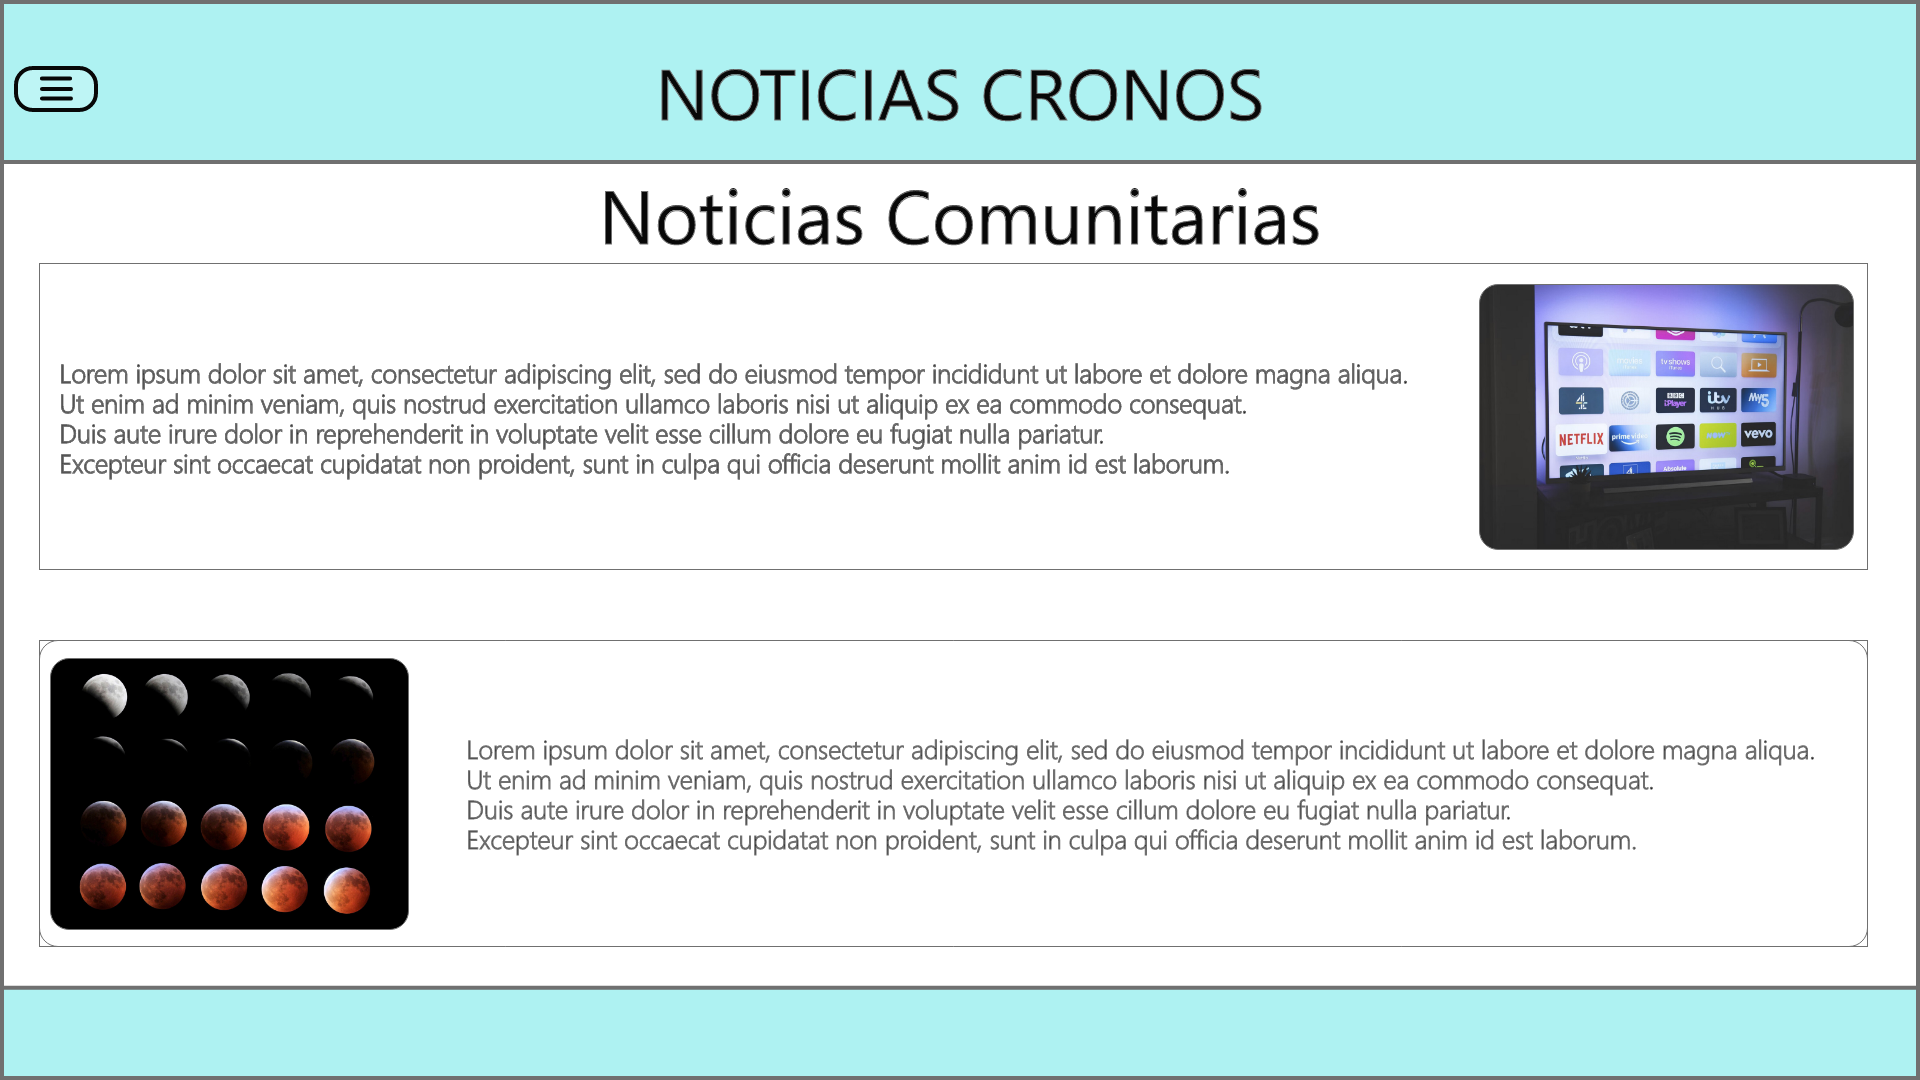 NOTICIAS CRONOS
Noticias Comunitarias
Lorem ipsum dolor sit amet, consectetur adipiscing elit, sed do eiusmod tempor incididunt ut labore et dolore magna aliqua.
Ut enim ad minim veniam, quis nostrud exercitation ullamco laboris nisi ut aliquip ex ea commodo consequat.
Duis aute irure dolor in reprehenderit in voluptate velit esse cillum dolore eu fugiat nulla pariatur.
Excepteur sint occaecat cupidatat non proident, sunt in culpa qui officia deserunt mollit anim id est laborum.
movies
tv shows
4
BBC iPlayer
itv HUB
My5
NETFLIX
prime video
vevo
Absolute
Lorem ipsum dolor sit amet, consectetur adipiscing elit, sed do eiusmod tempor incididunt ut labore et dolore magna aliqua.
Ut enim ad minim veniam, quis nostrud exercitation ullamco laboris nisi ut aliquip ex ea commodo consequat.
Duis aute irure dolor in reprehenderit in voluptate velit esse cillum dolore eu fugiat nulla pariatur.
Excepteur sint occaecat cupidatat non proident, sunt in culpa qui officia deserunt mollit anim id est laborum.